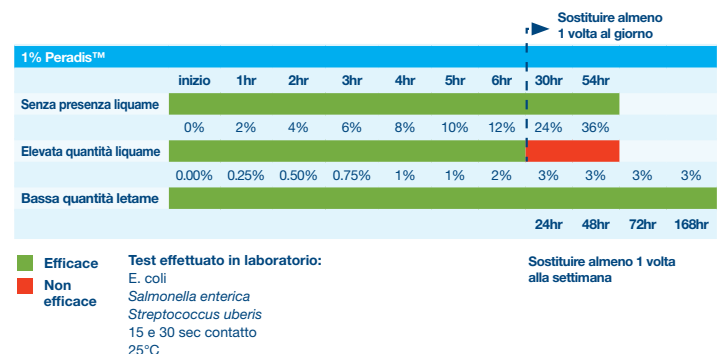 Sostituire almeno
1 volta al giorno
1% Peradis™
inizio 1hr 2hr 3hr 4hr 5hr 6hr 30hr 54hr
Senza presenza liquame
0% 2% 4% 6% 8% 10% 12% 24% 36%
Elevata quantità liquame
0.00% 0.25% 0.50% 0.75% 1% 1% 2% 3% 3% 3% 3%
Bassa quantità letame
24hr 48hr 72hr 168hr
Efficace
Non
efficace
Test effettuato in laboratorio:
E. coli
Salmonella enterica
Streptococcus uberis
15 e 30 sec contatto
25°C
Sostituire almeno 1 volta
alla settimana